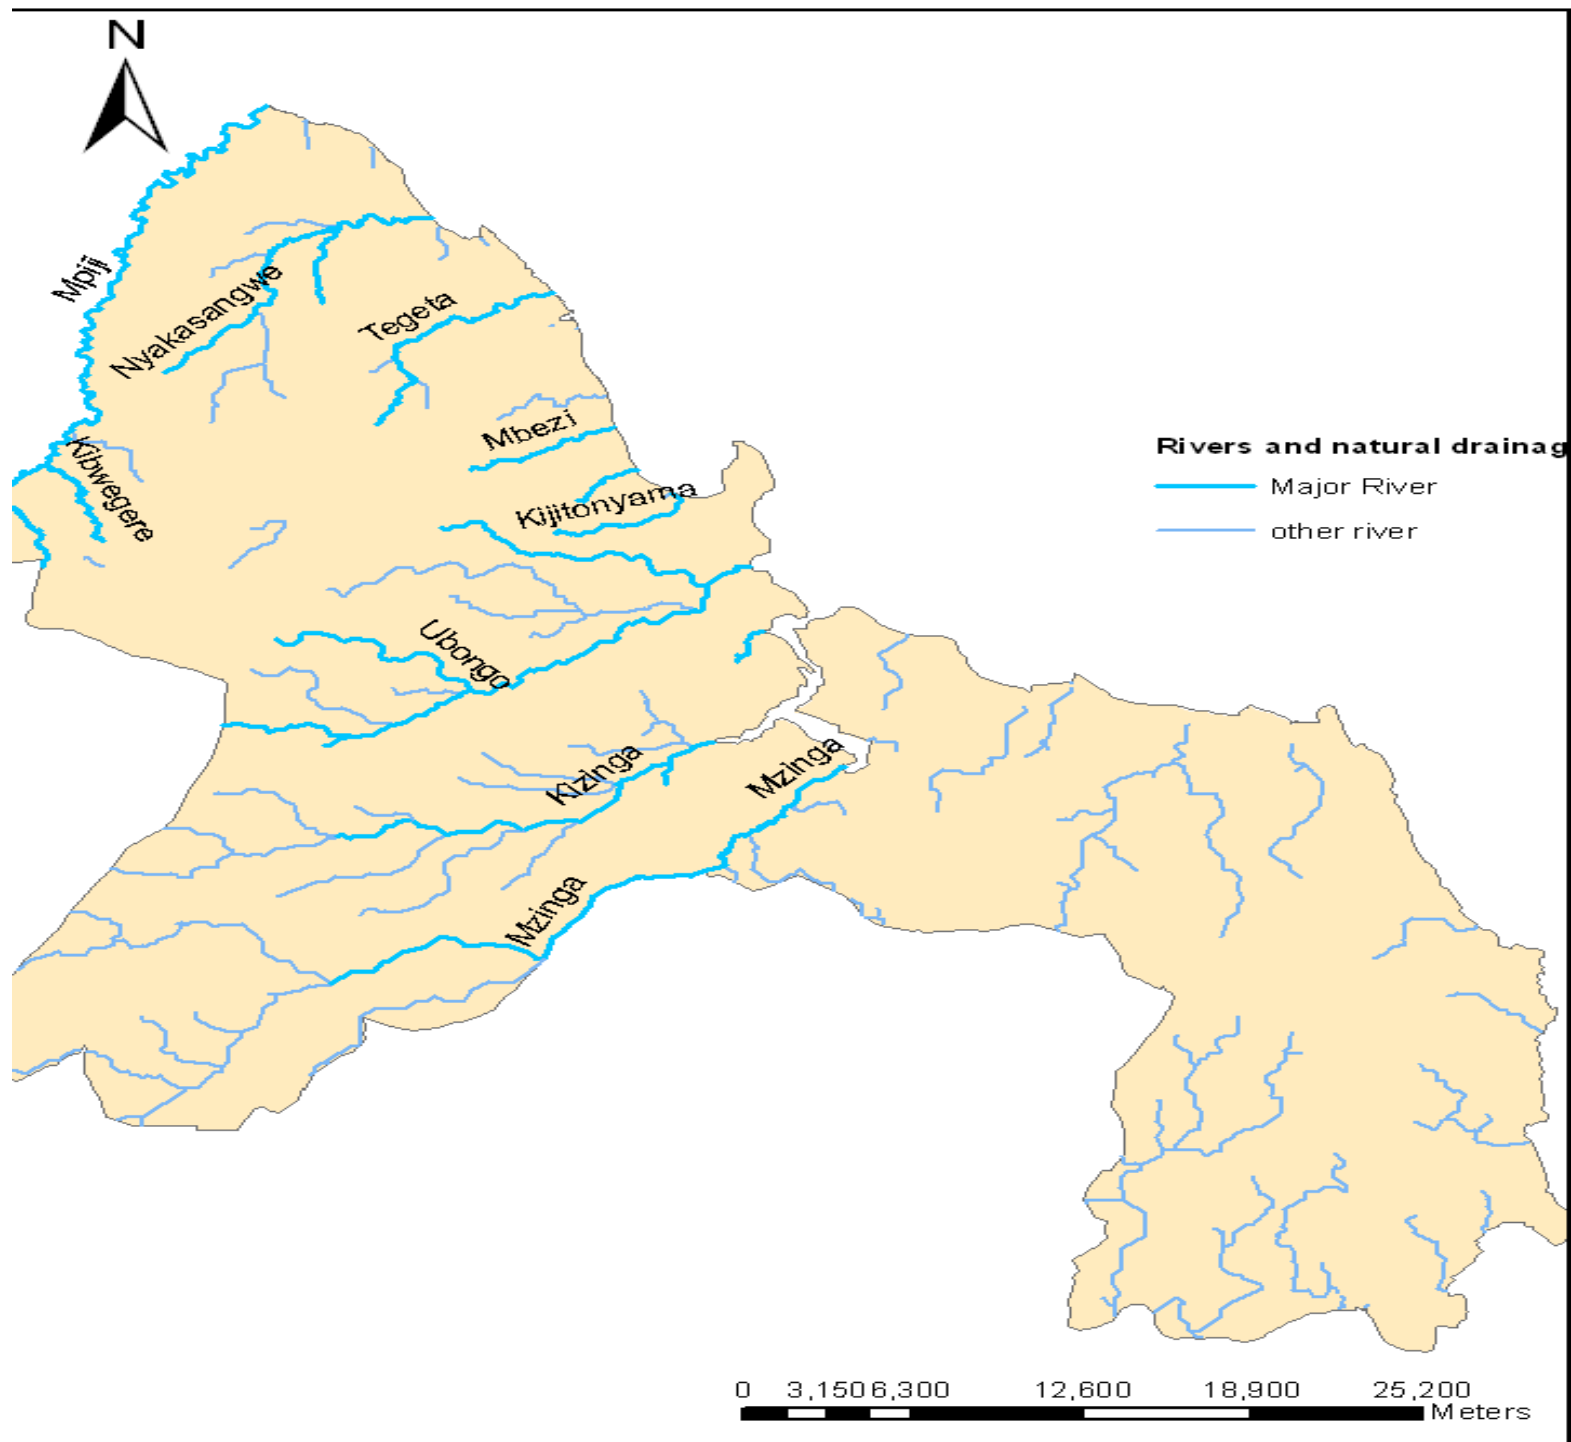 N
Mpiji
Nyakasangwe
Tegeta
Mbezi
Kibwegere
Kijitonyama
Rivers and natural drainag
Major River
other river
Ubongo
Kizinga
Mzinga
Mzinga
0 3,150 6,300 12,600 18,900 25,200
Meters